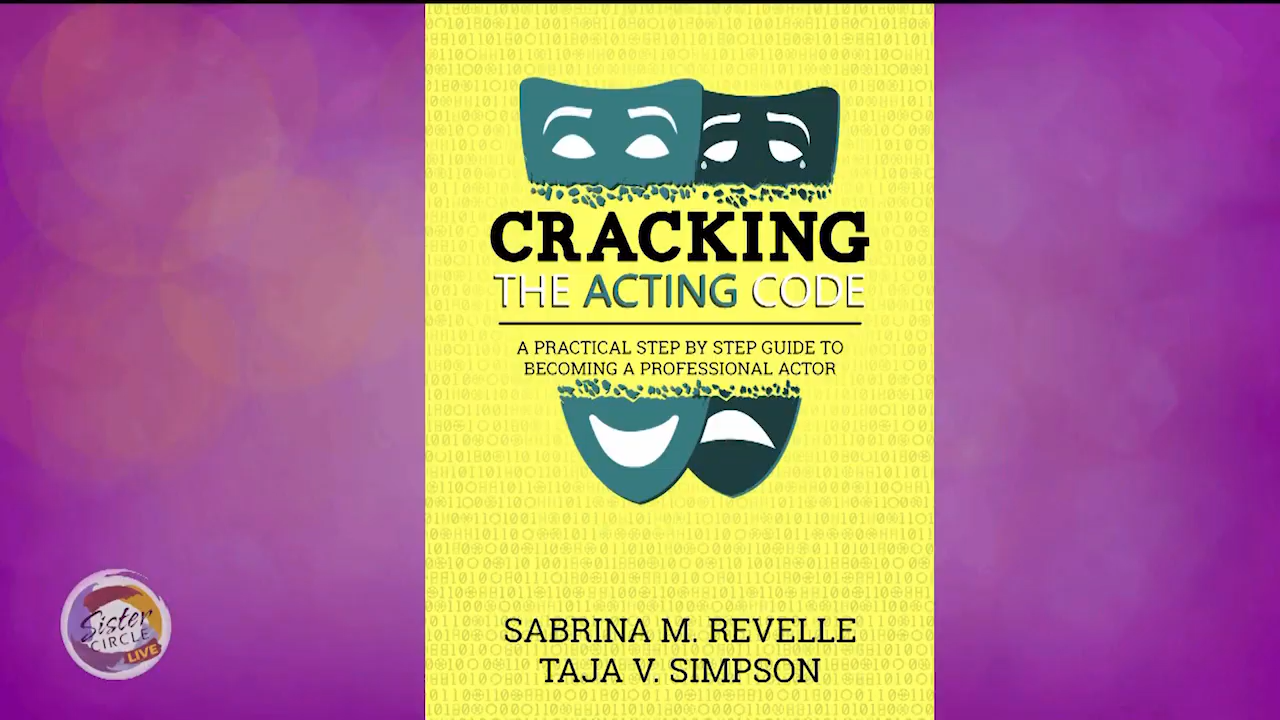 CRACKING
THE ACTING CODE
A PRACTICAL STEP BY STEP GUIDE TO
BECOMING A PROFESSIONAL ACTOR
SABRINA M. REVELLE
TAJA V. SIMPSON
Sister
CIRCLE
LIVE